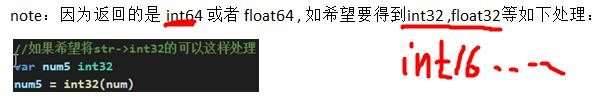 note：因为返回的是 int64 或者 float64 , 如希望要得到int32 ,float32等如下处理：
//如果希望将str->int32的可以这样处理
var num5 int32
num5 = int32(num)
int16 ....